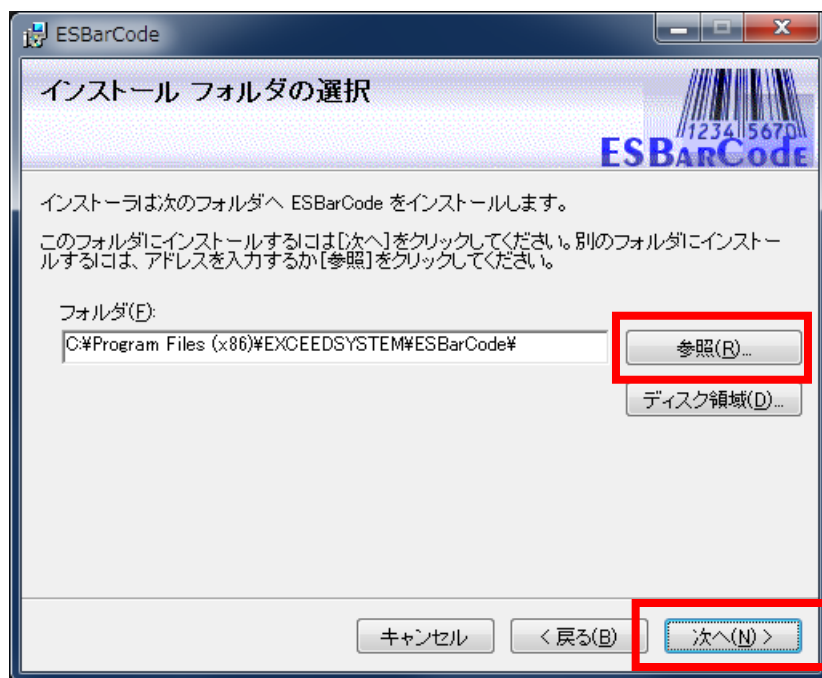 ESBarCode
インストール フォルダの選択
1234 5670
ESBARCODE
インストーラは次のフォルダへ ESBarCode をインストールします。
このフォルダにインストールするには[次へ]をクリックしてください。別のフォルダにインストー
ルするには、アドレスを入力するか[参照]をクリックしてください。
フォルダ(F):
C:¥Program Files (x86)¥EXCEEDSYSTEM¥ESBarCode¥
参照(R)...
ディスク領域(D)...
キャンセル
< 戻る(B)
次へ(N) >